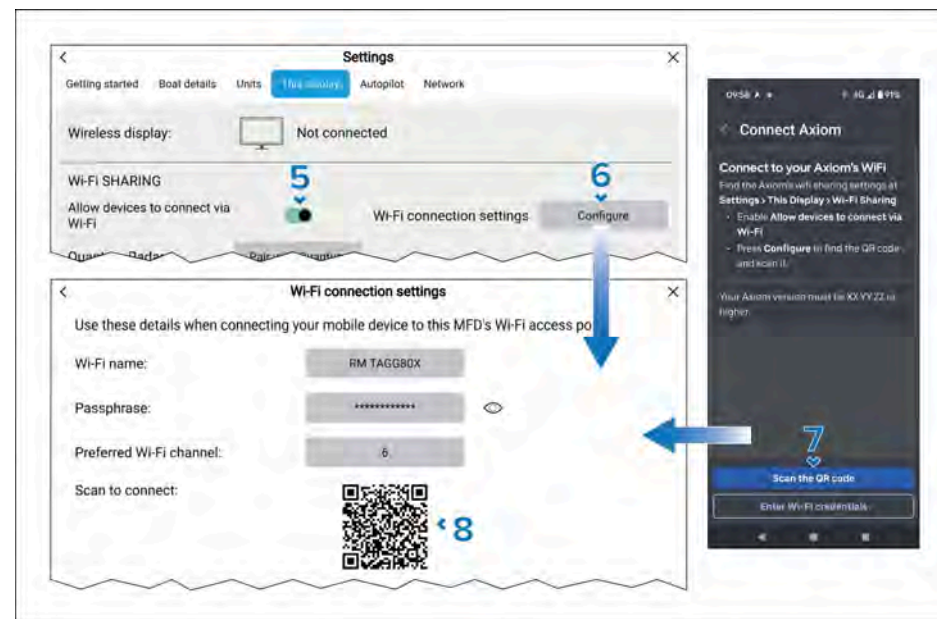 Settings
Getting started Boat details Units This display Autopilot Network
Wireless display: Not connected
Wi-Fi SHARING
5
6
Allow devices to connect via
Wi-Fi
Wi-Fi connection settings Configure
Wi-Fi connection settings
Use these details when connecting your mobile device to this MFD's Wi-Fi access po
Wi-Fi name: RM TAGG80X
Passphrase: ************
Preferred Wi-Fi channel: 6
Scan to connect:
8
09:58 4G 91%
Connect Axiom
Connect to your Axiom's WiFi
Find the Axiom's wifi sharing settings at
Settings > This Display > Wi-Fi Sharing
• Enable Allow devices to connect via
Wi-Fi
• Press Configure to find the QR code
and scan it.
Your Axiom version must be XX.YY.ZZ or
higher.
7
Scan the QR code
Enter Wi-Fi credentials